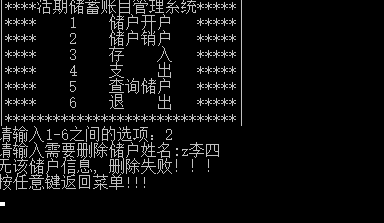 |****活期储蓄账目管理系统*****|
|**** 1 储户开户 *****|
|**** 2 储户销户 *****|
|**** 3 存 入 *****|
|**** 4 支 出 *****|
|**** 5 查询储户 *****|
|**** 6 退 出 *****|
|*****************************|
请输入1-6之间的选项：2
请输入需要删除储户姓名:z李四
无该储户信息，删除失败！！！
按任意键返回菜单!!!